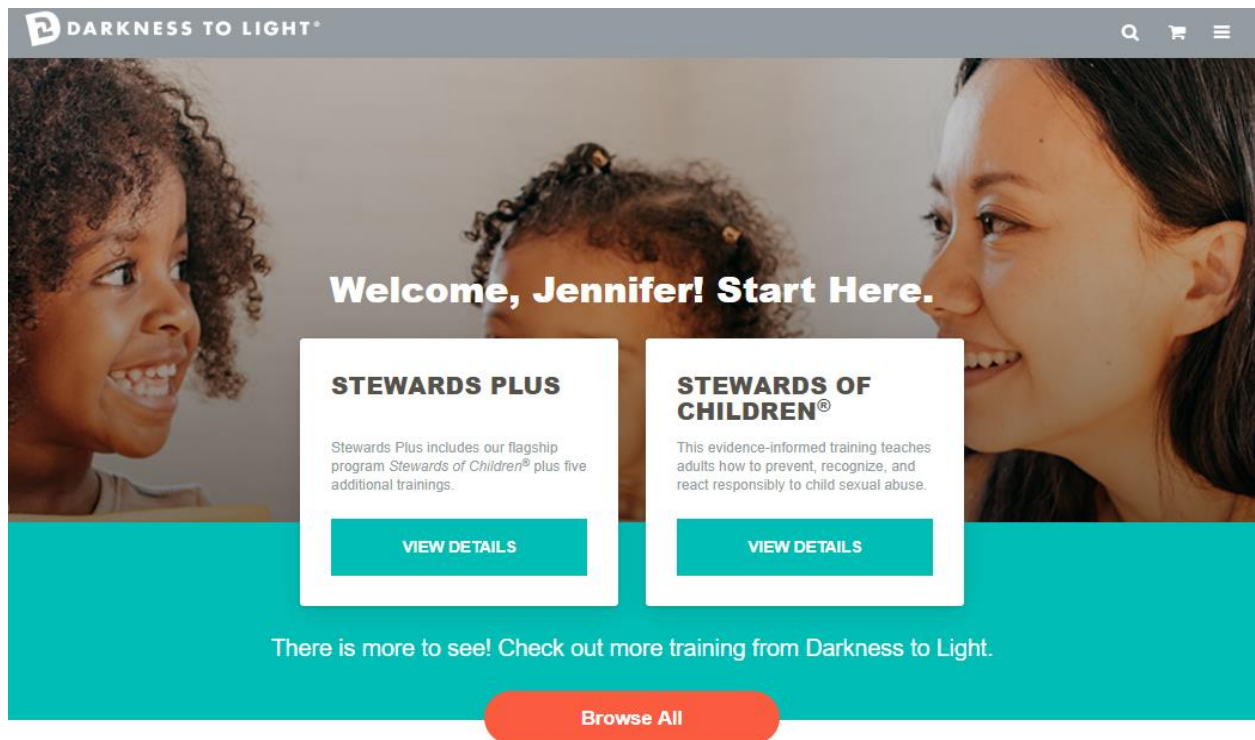 DARKNESS TO LIGHT®
Welcome, Jennifer! Start Here.
STEWARDS PLUS
Stewards Plus includes our flagship
program Stewards of Children® plus five
additional trainings.
VIEW DETAILS
STEWARDS OF
CHILDREN®
This evidence-informed training teaches
adults how to prevent, recognize, and
react responsibly to child sexual abuse.
VIEW DETAILS
There is more to see! Check out more training from Darkness to Light.
Browse All